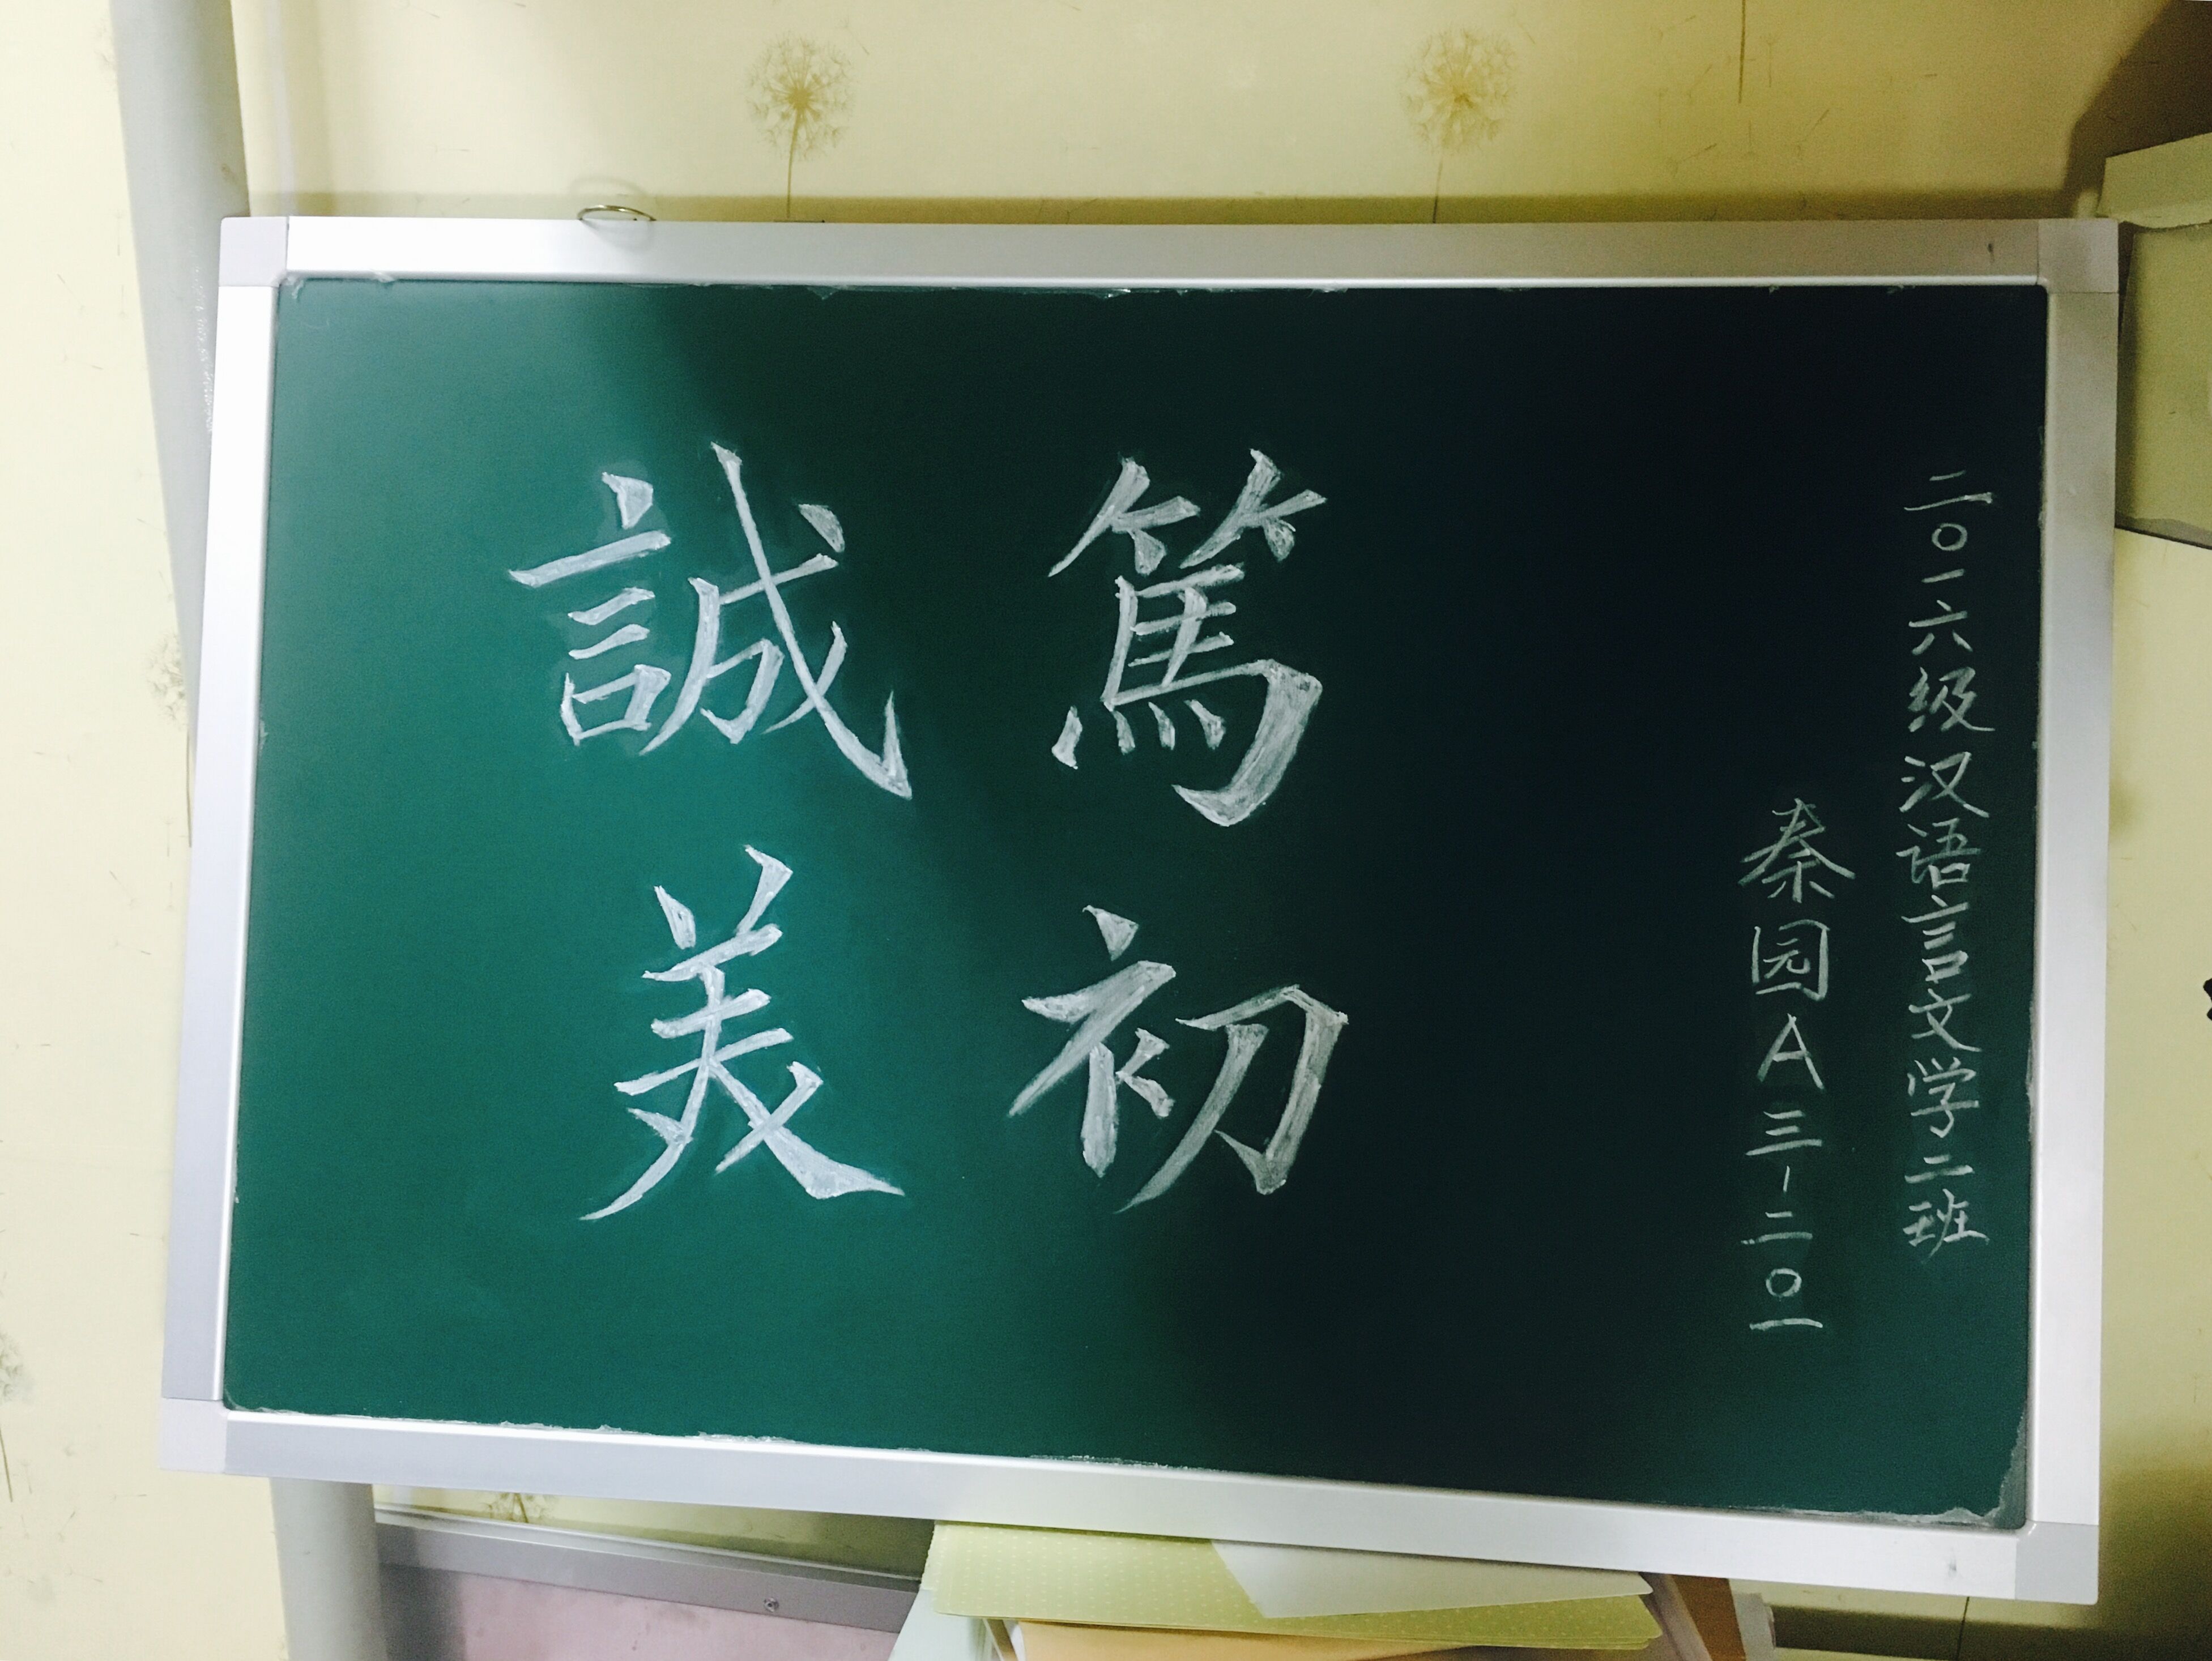 二〇一六级汉语言文学二班
秦园A三-二〇一
篤初
誠美